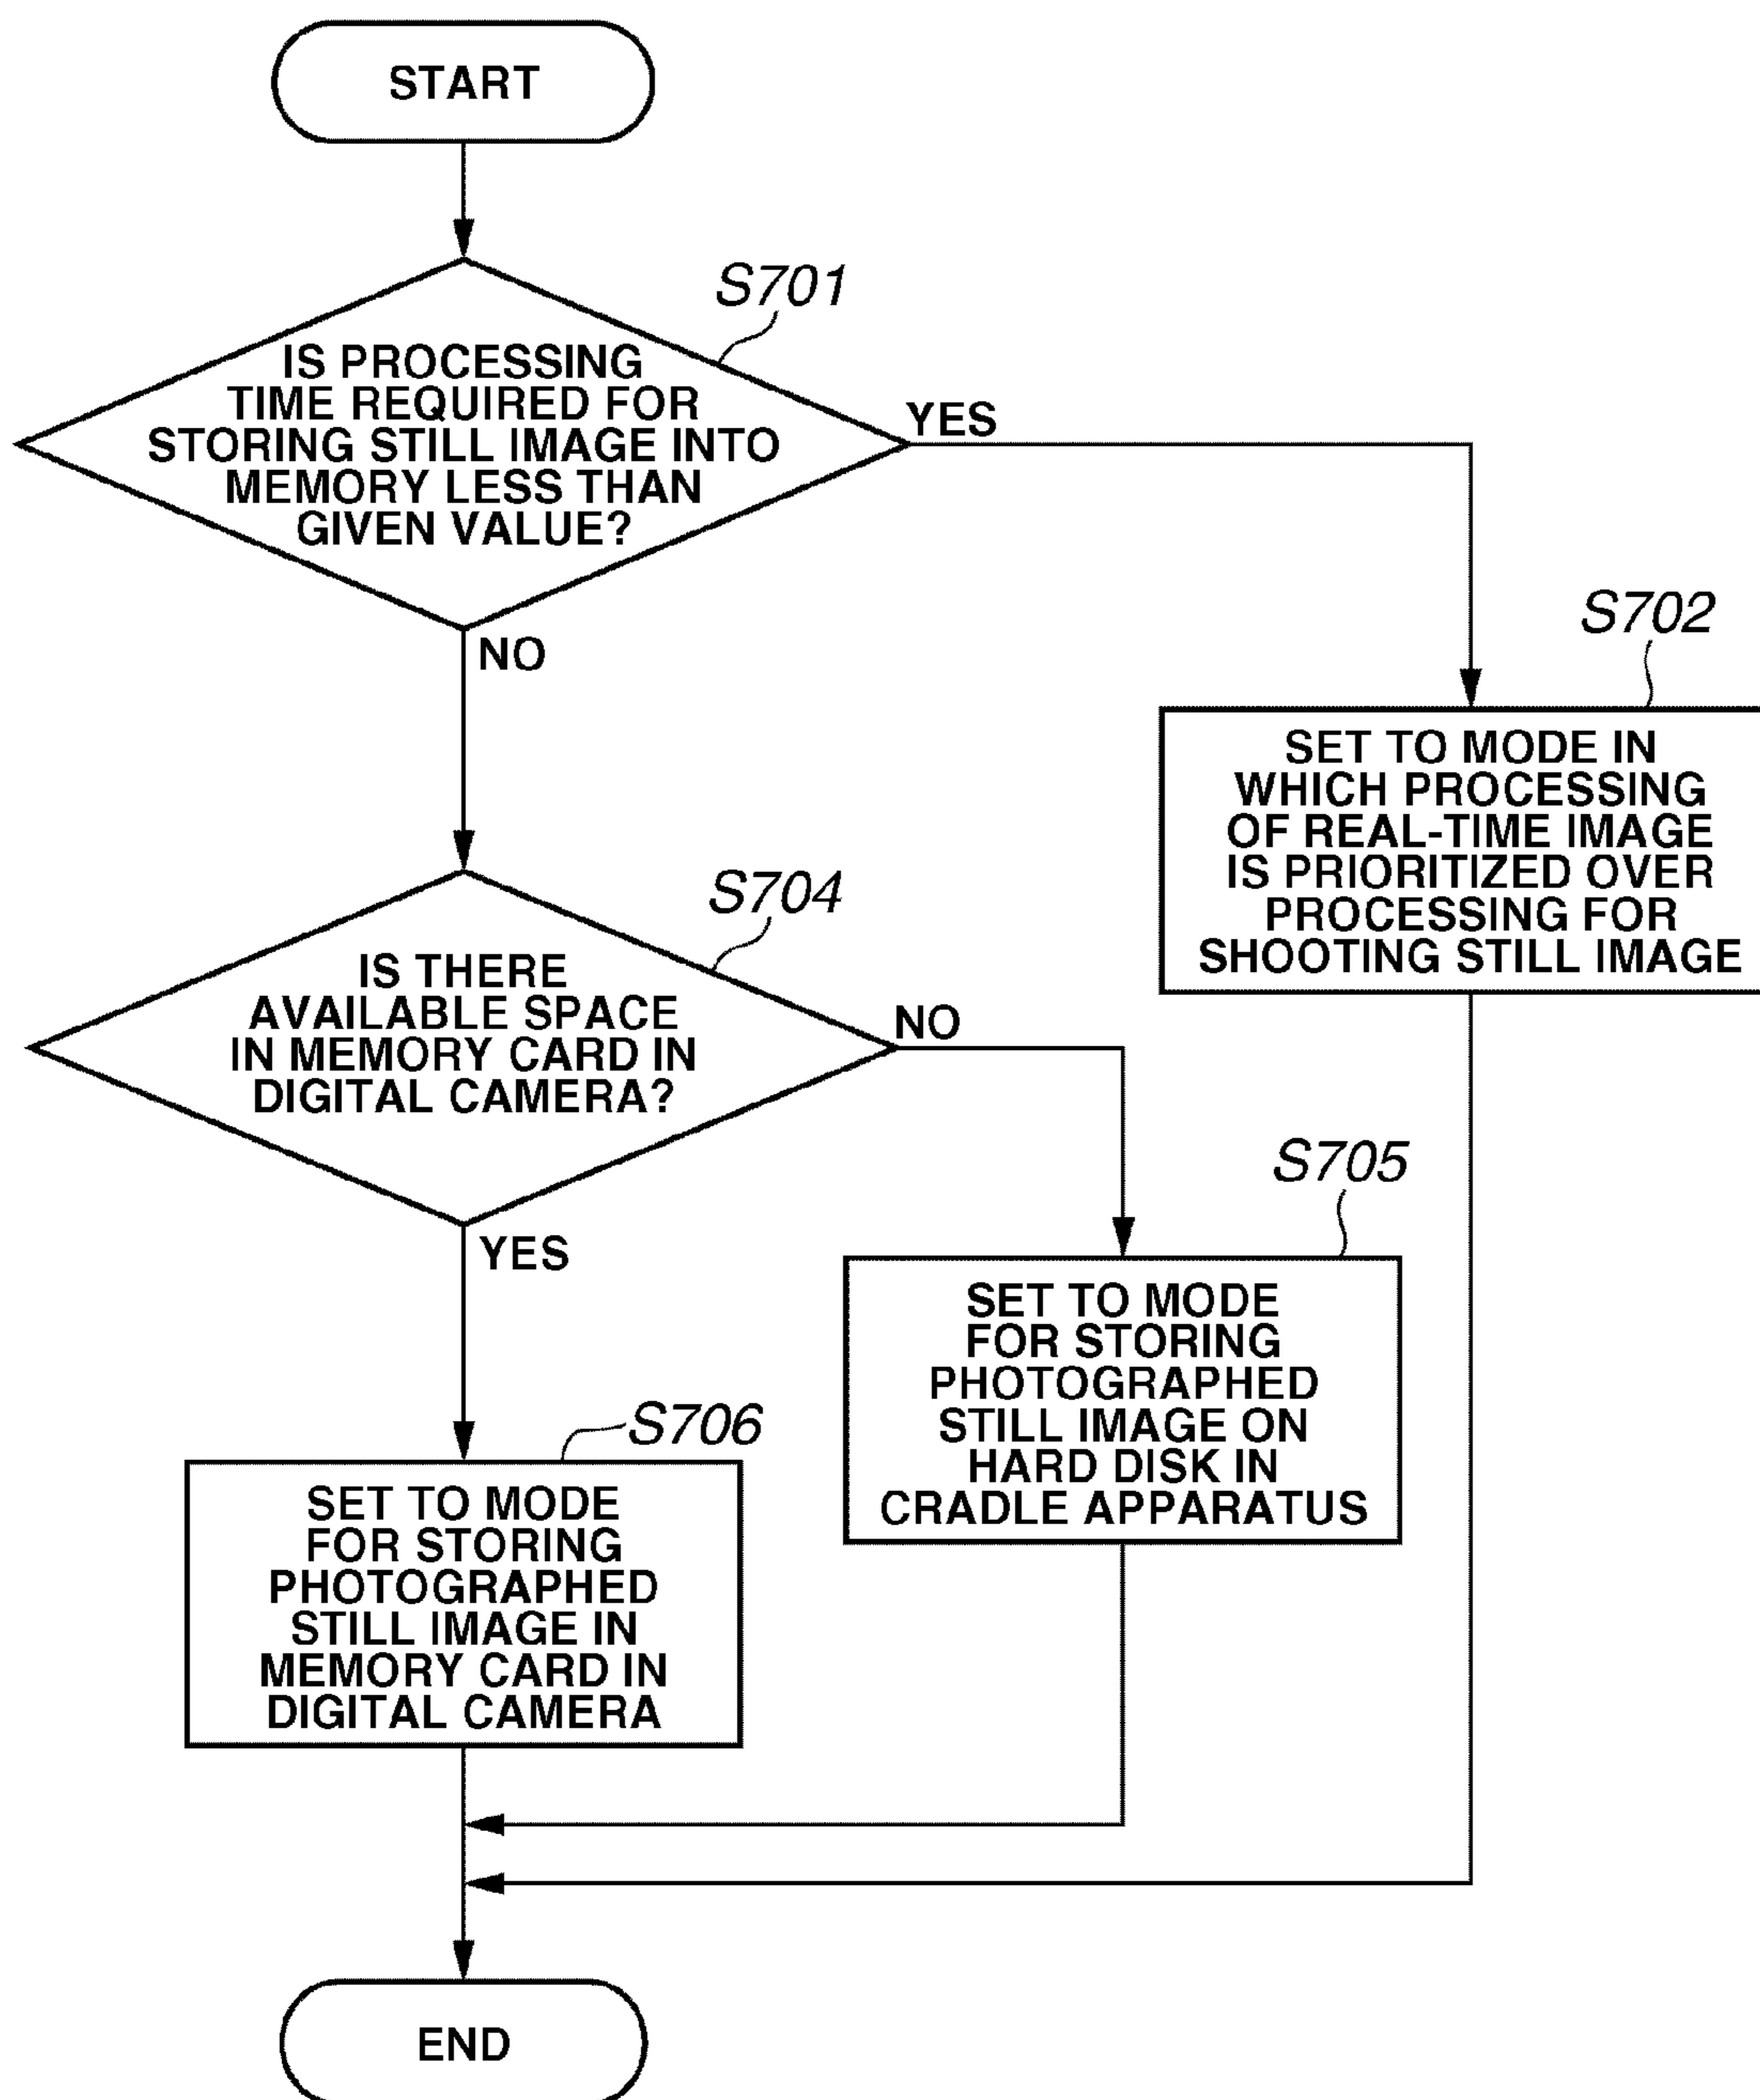 START
S701
IS PROCESSING
TIME REQUIRED FOR
STORING STILL IMAGE INTO
MEMORY LESS THAN
GIVEN VALUE?
YES
NO
S702
SET TO MODE IN
WHICH PROCESSING
OF REAL-TIME IMAGE
IS PRIORITIZED OVER
PROCESSING FOR
SHOOTING STILL IMAGE
S704
IS THERE
AVAILABLE SPACE
IN MEMORY CARD IN
DIGITAL CAMERA?
NO
YES
S705
SET TO MODE
FOR STORING
PHOTOGRAPHED
STILL IMAGE ON
HARD DISK IN
CRADLE APPARATUS
S706
SET TO MODE
FOR STORING
PHOTOGRAPHED
STILL IMAGE IN
MEMORY CARD IN
DIGITAL CAMERA
END